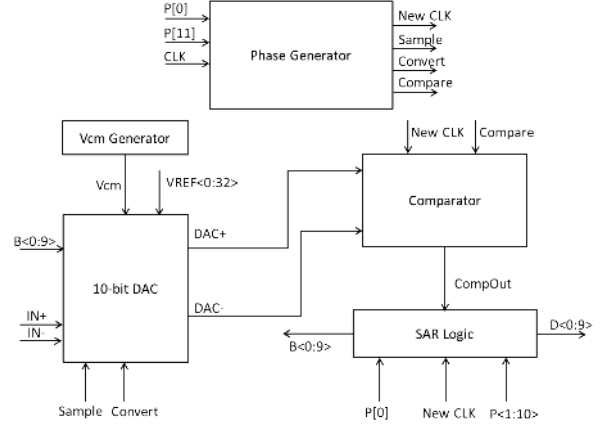 P[0]
P[11]
CLK
Phase Generator
New CLK
Sample
Convert
Compare
Vcm Generator
New CLK
Compare
Vcm
VREF<0:32>
Comparator
B<0:9>
DAC+
10-bit DAC
CompOut
DAC-
IN+
IN-
SAR Logic
B<0:9>
D<0:9>
Sample
Convert
P[0]
New CLK
P<1:10>